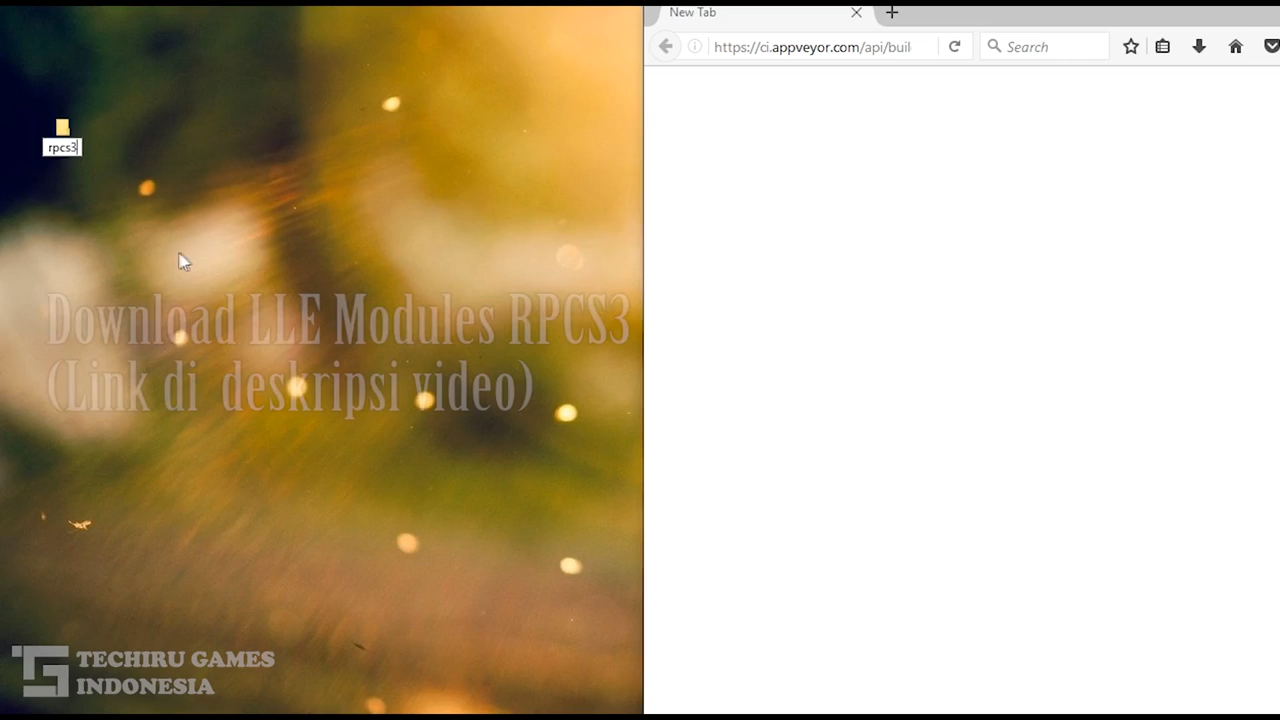 New Tab
https://ci.appveyor.com/api/buil
Search
rpcs3
Download LLE Modules RPCS3
(Link di deskripsi video)
TECHIRU GAMES
INDONESIA